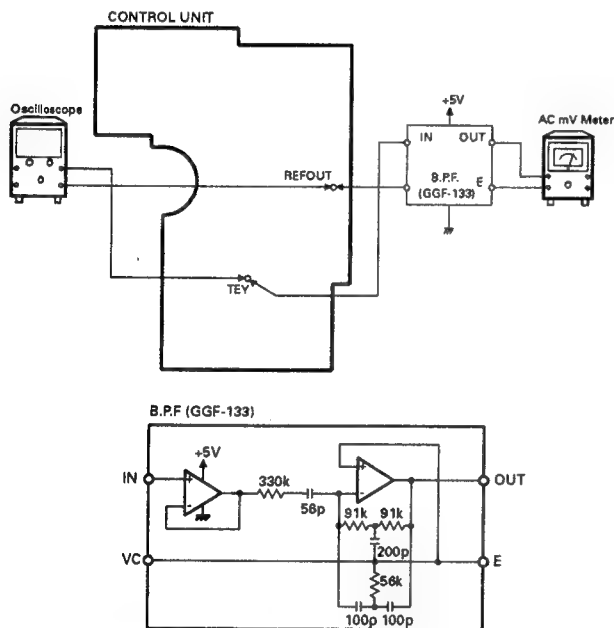 CONTROL UNIT
Oscilloscope
+5V
AC mV Meter
IN OUT
REFOUT
B.P.F.
(GGF-133)
E
TEY
B.P.F (GGF-133)
+5V
IN
330k
56p
OUT
91k 91k
200p
VC
E
56k
100p 100p